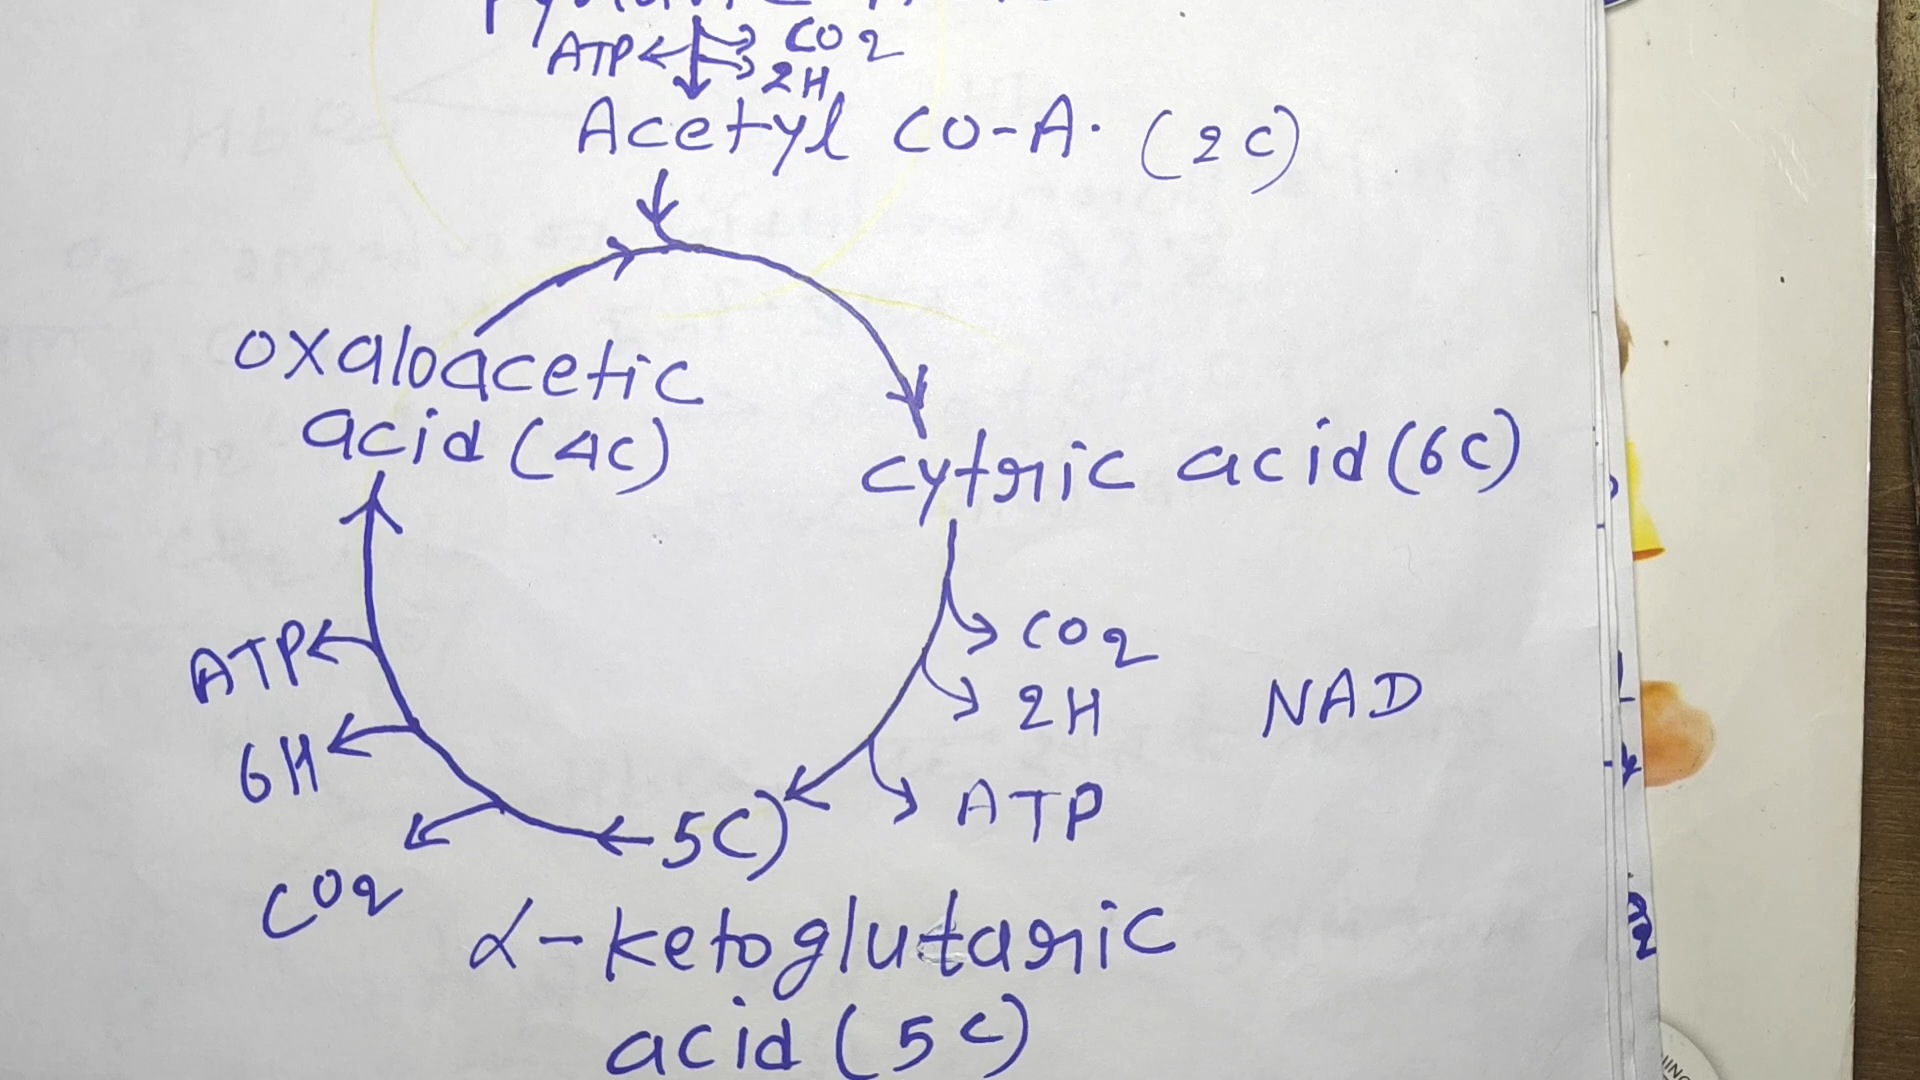 ATP CO2
2H
Acetyl CO-A. (2C)
oxaloacetic
acid (4C)
cytric acid (6C)
CO2
2H
NAD
ATP
ATP
6H
CO2
5C)
α-ketoglutaric
acid (5C)